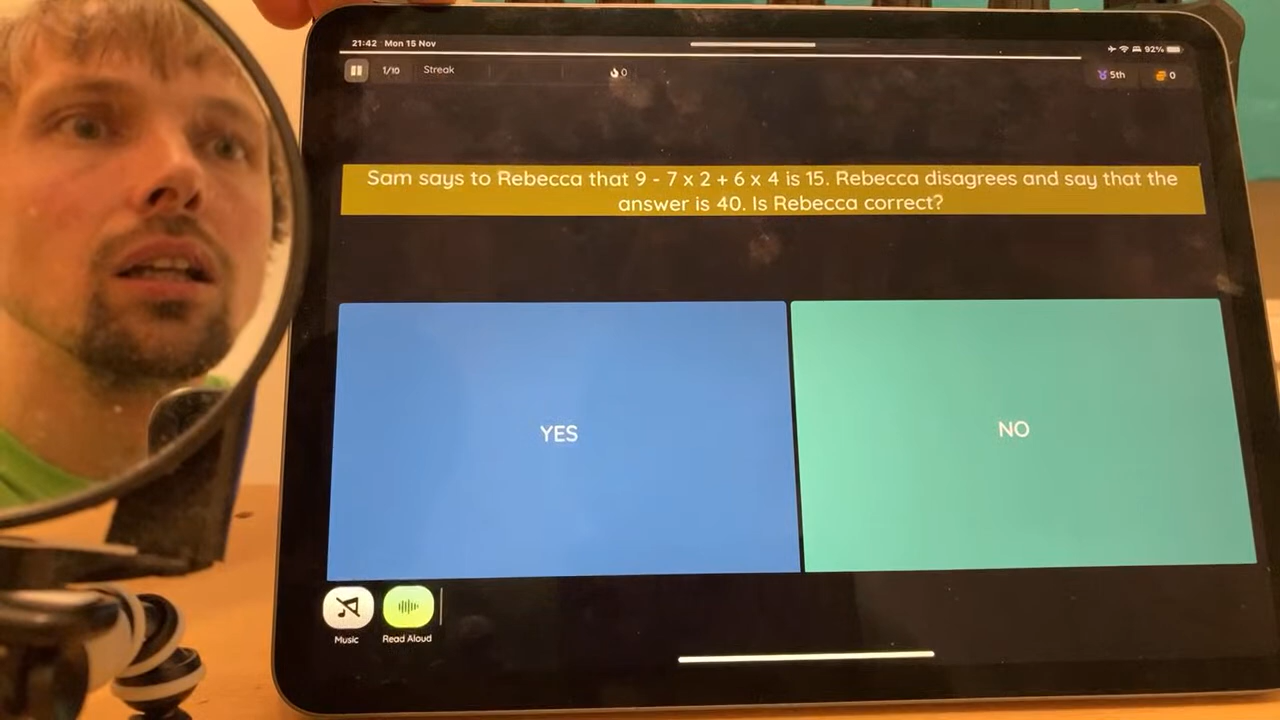 21:42 Mon 15 Nov
92%
1/10 Streak 0 5th 0
Sam says to Rebecca that 9 - 7 x 2 + 6 x 4 is 15. Rebecca disagrees and say that the
answer is 40. Is Rebecca correct?
YES
NO
Music Read Aloud